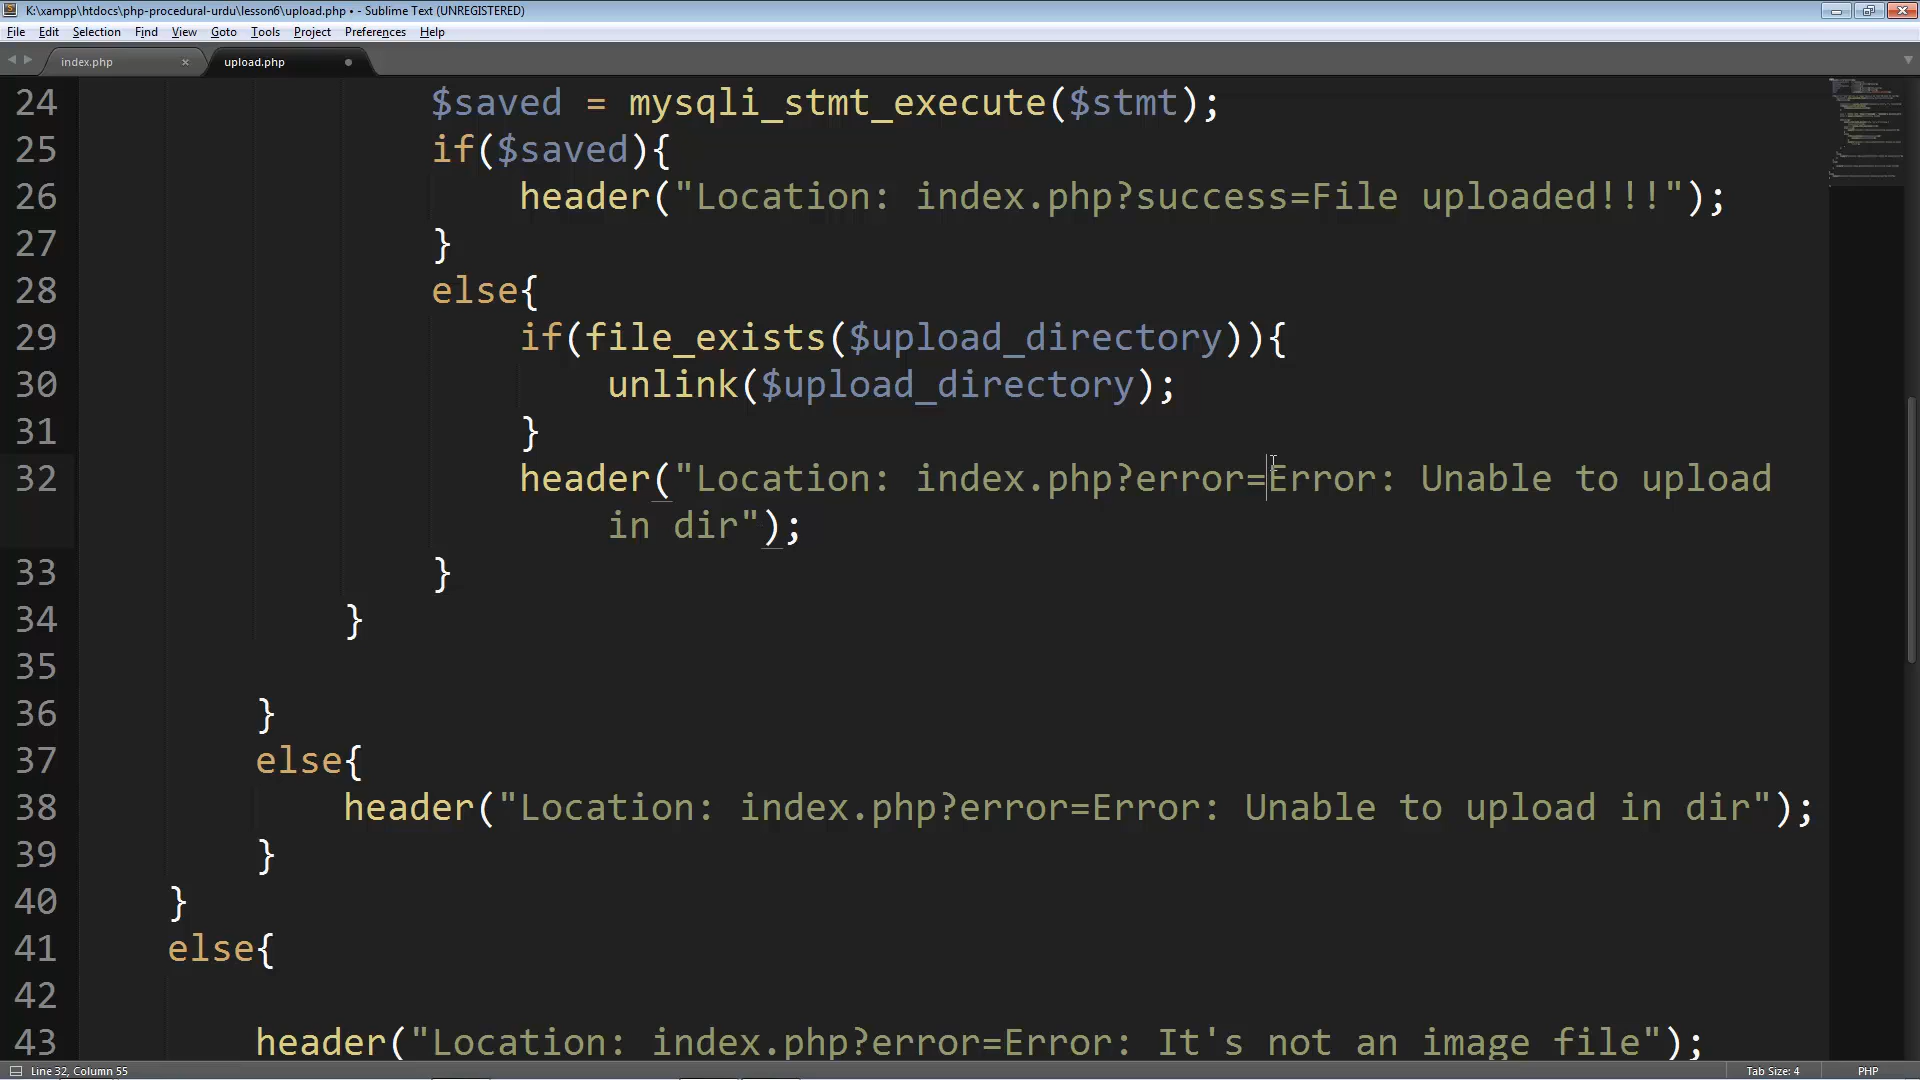 K:\xampp\htdocs\php-procedural-urdu\lesson6\upload.php • - Sublime Text (UNREGISTERED)
File Edit Selection Find View Goto Tools Project Preferences Help
index.php × upload.php
24 $saved = mysqli_stmt_execute($stmt);
25 if($saved){
26 header("Location: index.php?success=File uploaded!!!");
27 }
28 else{
29 if(file_exists($upload_directory)){
30 unlink($upload_directory);
31 }
32 header("Location: index.php?error=Error: Unable to upload
in dir");
33 }
34 }
35
36 }
37 else{
38 header("Location: index.php?error=Error: Unable to upload in dir");
39 }
40 }
41 else{
42
43 header("Location: index.php?error=Error: It's not an image file");
Line 32, Column 55 Tab Size: 4 PHP